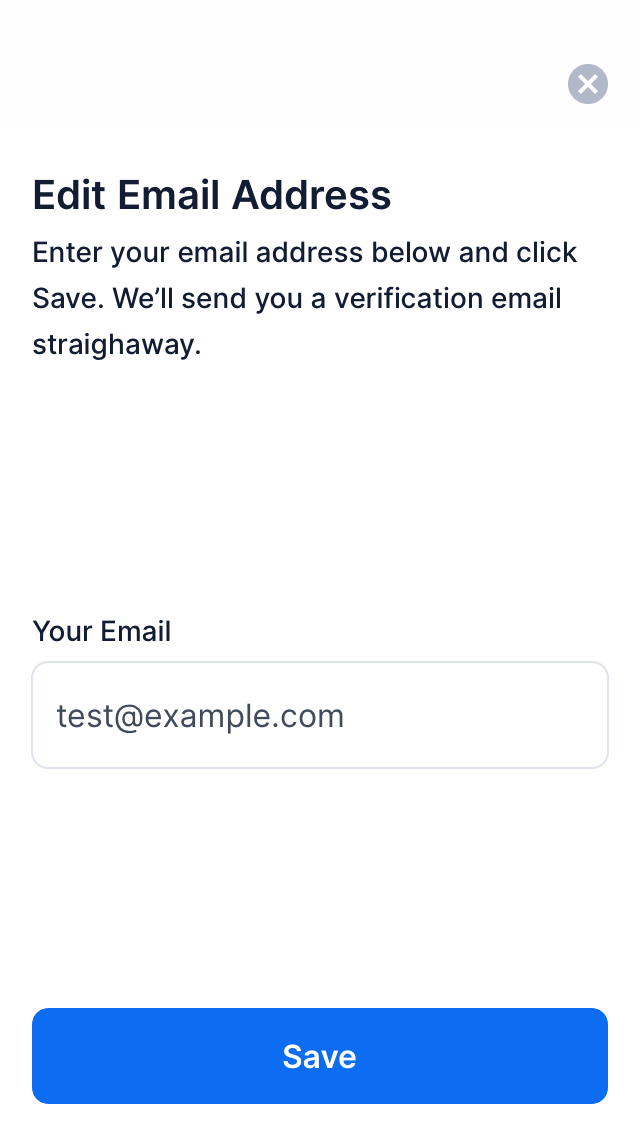 Edit Email Address
Enter your email address below and click
Save. We’ll send you a verification email
straighaway.
Your Email
test@example.com
Save